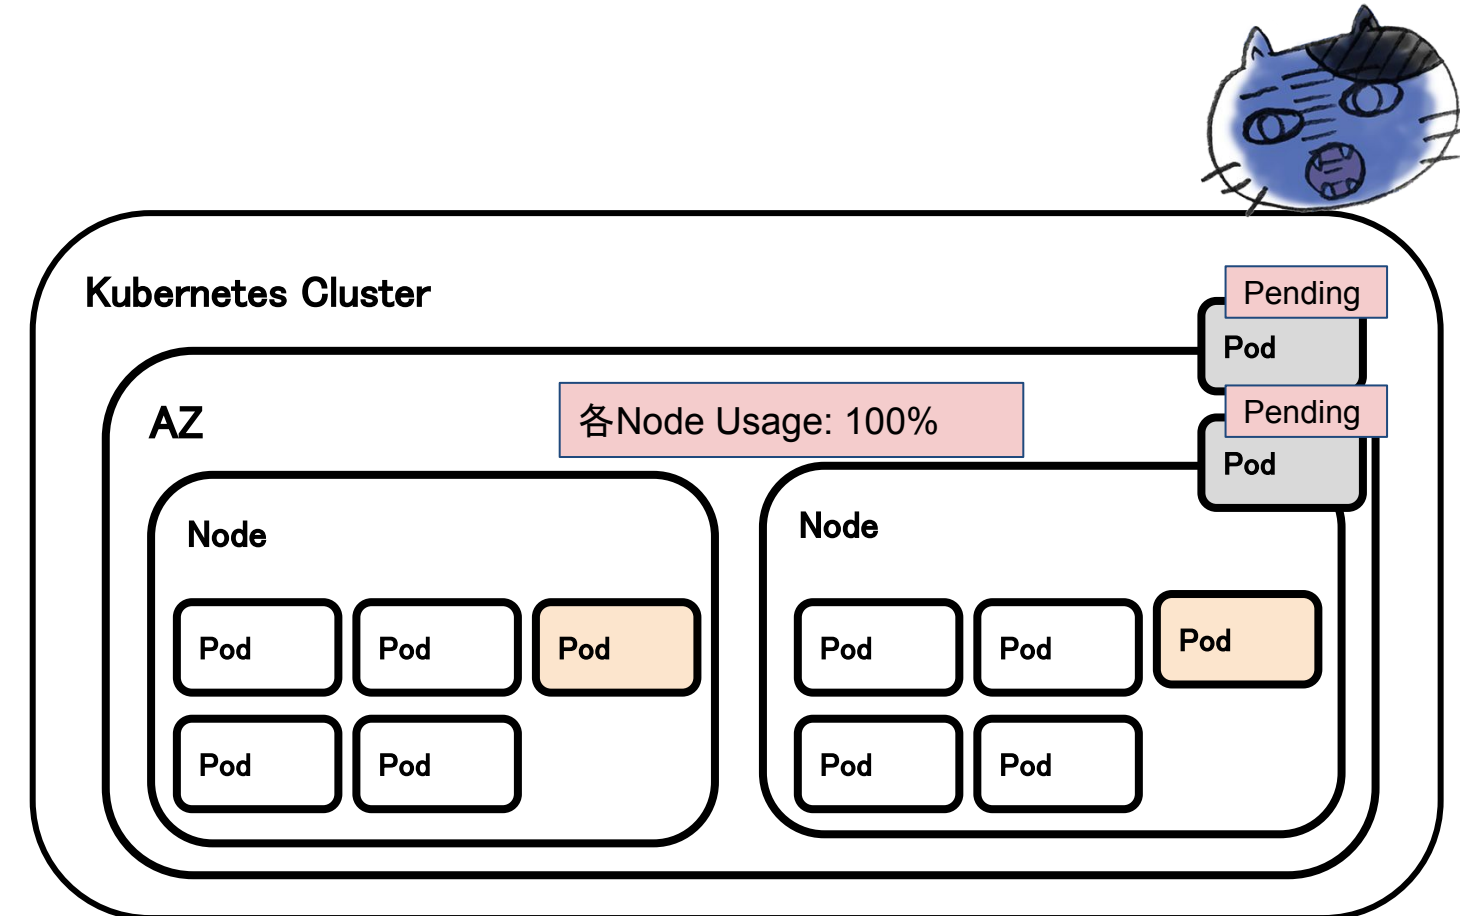 Kubernetes Cluster
Pending
Pod
AZ
各Node Usage: 100%
Pending
Pod
Node
Node
Pod
Pod
Pod
Pod
Pod
Pod
Pod
Pod
Pod
Pod